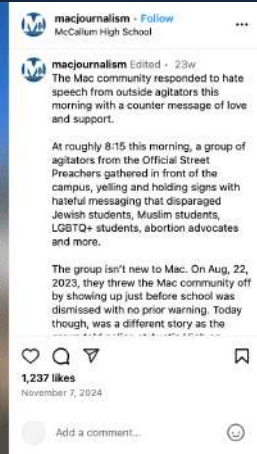 macjournalism · Follow
McCallum High School
macjournalism Edited · 23w
The Mac community responded to hate
speech from outside agitators this
morning with a counter message of love
and support.
At roughly 8:15 this morning, a group of
agitators from the Official Street
Preachers gathered in front of the
campus, yelling and holding signs with
hateful messaging that disparaged
Jewish students, Muslim students,
LGBTQ+ students, abortion advocates
and more.
The group isn't new to Mac. On Aug, 22,
2023, they threw the Mac community off
by showing up just before school was
dismissed with no prior warning. Today
though, was a different story as the
1,237 likes
November 7, 2024
Add a comment...